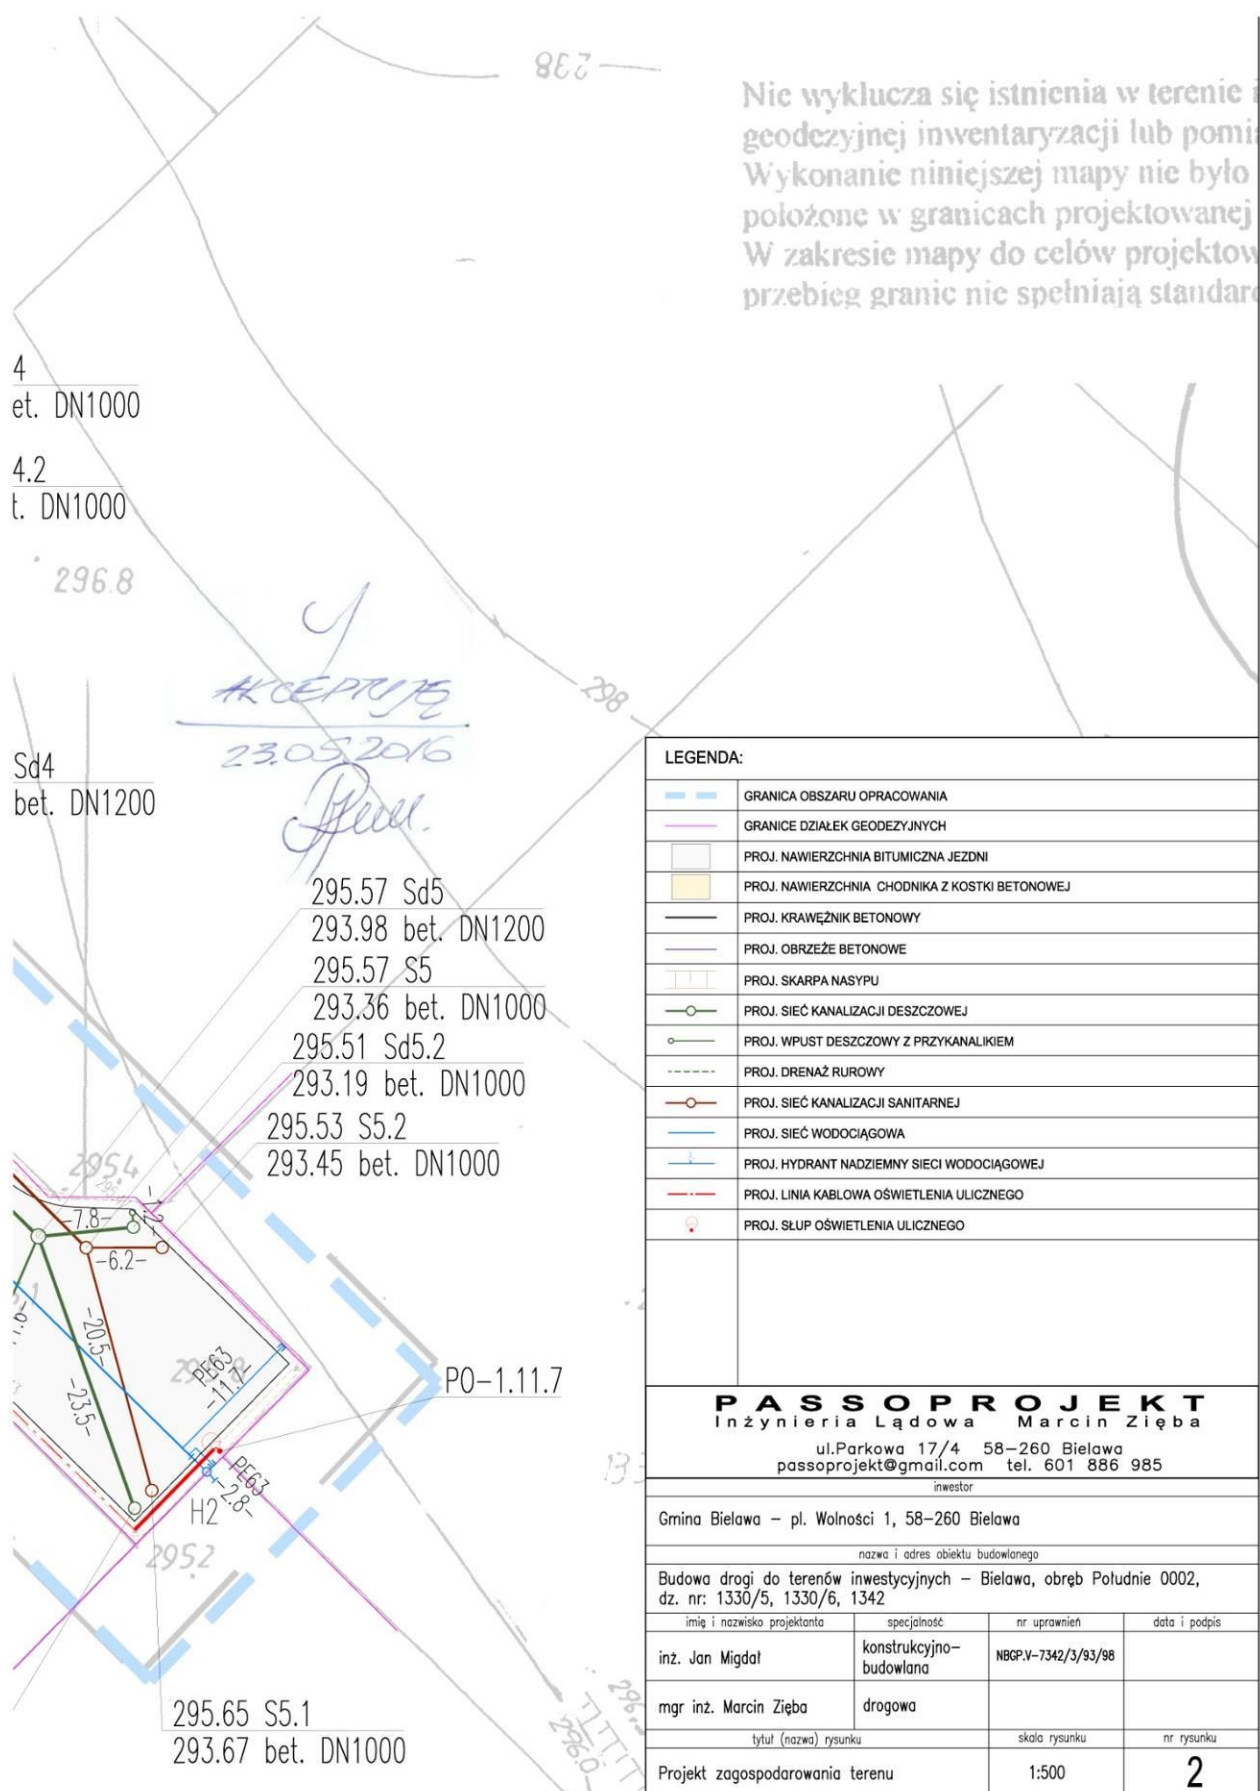 238
Nie wyklucza się istnienia w terenie
geodezyjnej inwentaryzacji lub pomi
Wykonanie niniejszej mapy nie było
położone w granicach projektowanej
W zakresie mapy do celów projektow
przebieg granic nie spełniają standar
4
et. DN1000
4.2
t. DN1000
296.8
AKCEPTUJĘ
23.05.2016
298
Sd4
bet. DN1200
295.57 Sd5
293.98 bet. DN1200
295.57 S5
293.36 bet. DN1000
295.51 Sd5.2
293.19 bet. DN1000
295.53 S5.2
293.45 bet. DN1000
295.4
-7.8-
-6.2-
-20.5-
-23.5-
PE63
-11.7-
PO-1.11.7
PE63
-2.8-
H2
295.2
295.65 S5.1
293.67 bet. DN1000
296.0
LEGENDA:
GRANICA OBSZARU OPRACOWANIA
GRANICE DZIAŁEK GEODEZYJNYCH
PROJ. NAWIERZCHNIA BITUMICZNA JEZDNI
PROJ. NAWIERZCHNIA CHODNIKA Z KOSTKI BETONOWEJ
PROJ. KRAWĘŻNIK BETONOWY
PROJ. OBRZEŻE BETONOWE
PROJ. SKARPA NASYPU
PROJ. SIEĆ KANALIZACJI DESZCZOWEJ
PROJ. WPUST DESZCZOWY Z PRZYKANALIKIEM
PROJ. DRENAŻ RUROWY
PROJ. SIEĆ KANALIZACJI SANITARNEJ
PROJ. SIEĆ WODOCIĄGOWA
PROJ. HYDRANT NADZIEMNY SIECI WODOCIĄGOWEJ
PROJ. LINIA KABLOWA OŚWIETLENIA ULICZNEGO
PROJ. SŁUP OŚWIETLENIA ULICZNEGO
PASSOPROJEKT
Inżynieria Lądowa Marcin Zięba
ul.Parkowa 17/4 58-260 Bielawa
passoprojekt@gmail.com tel. 601 886 985
inwestor
Gmina Bielawa – pl. Wolności 1, 58-260 Bielawa
nazwa i adres obiektu budowlanego
Budowa drogi do terenów inwestycyjnych – Bielawa, obręb Południe 0002,
dz. nr: 1330/5, 1330/6, 1342
imię i nazwisko projektanta specjalność nr uprawnień data i podpis
inż. Jan Migdał konstrukcyjno-
budowlana NBGP.V-7342/3/93/98
mgr inż. Marcin Zięba drogowa
tytuł (nazwa) rysunku skala rysunku nr rysunku
Projekt zagospodarowania terenu 1:500 2